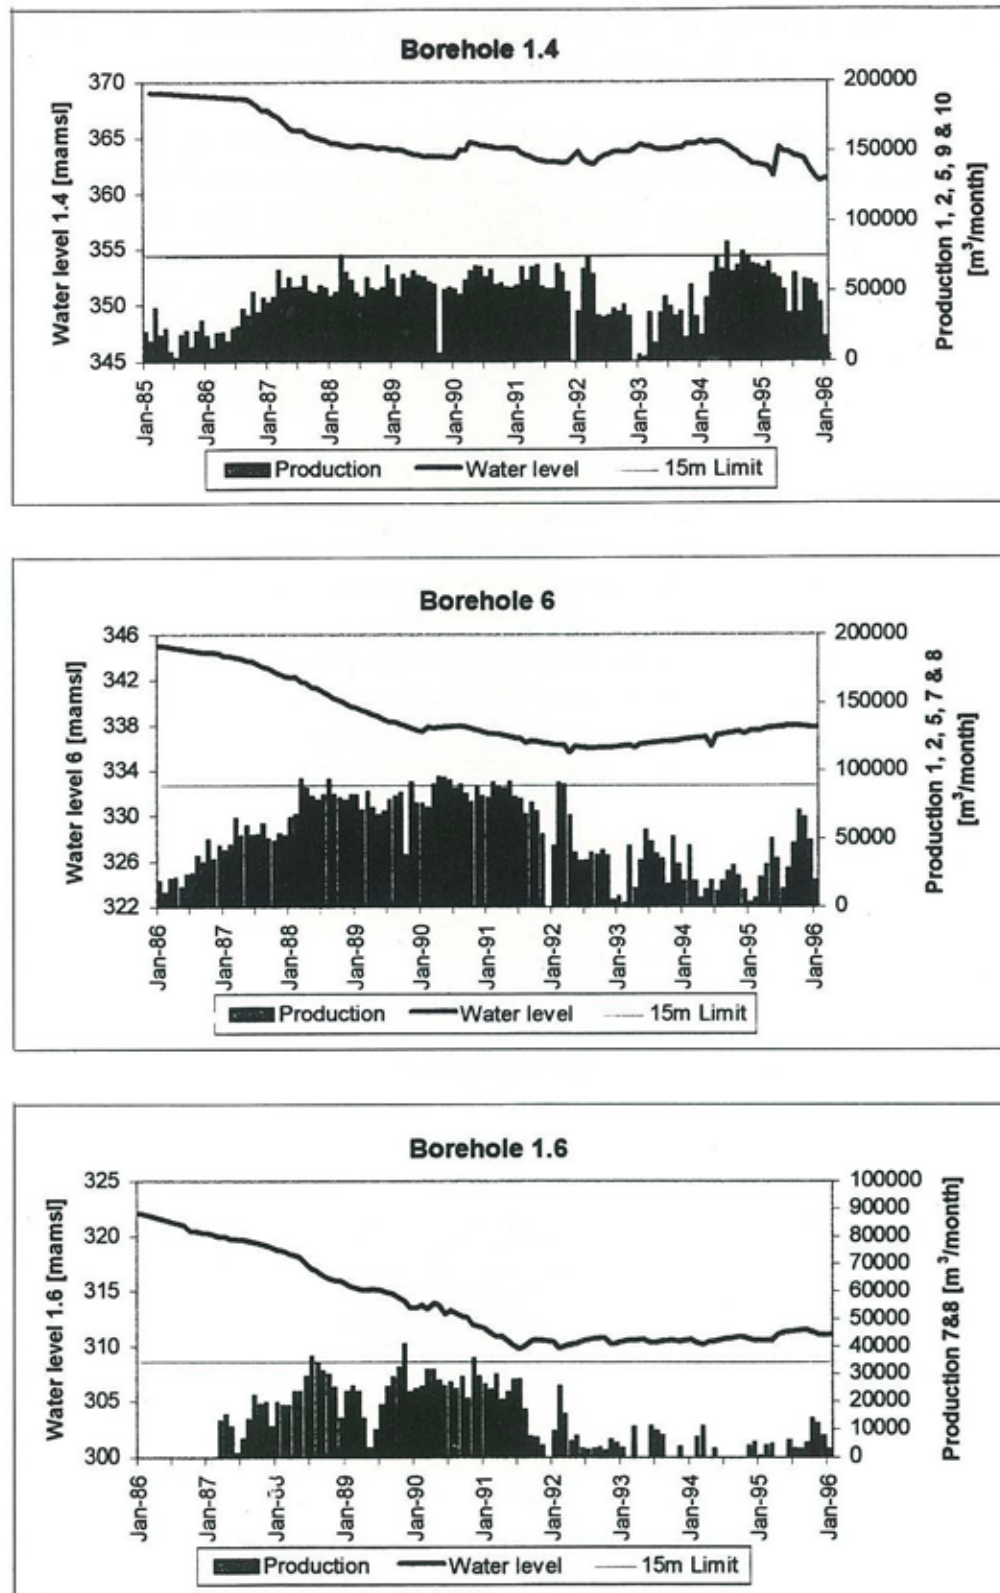 Borehole 1.4
Water level 1.4 [mamsl]
370
365
360
355
350
345
200000
150000
100000
50000
0
Production 1, 2, 5, 9 & 10
[m³/month]
Jan-85
Jan-86
Jan-87
Jan-88
Jan-89
Jan-90
Jan-91
Jan-92
Jan-93
Jan-94
Jan-95
Jan-96
Production Water level 15m Limit
Borehole 6
Water level 6 [mamsl]
346
342
338
334
330
326
322
200000
150000
100000
50000
0
Production 1, 2, 5, 7 & 8
[m³/month]
Jan-86
Jan-87
Jan-88
Jan-89
Jan-90
Jan-91
Jan-92
Jan-93
Jan-94
Jan-95
Jan-96
Production Water level 15m Limit
Borehole 1.6
Water level 1.6 [mamsl]
325
320
315
310
305
300
100000
90000
80000
70000
60000
50000
40000
30000
20000
10000
0
Production 7&8 [m³/month]
Jan-86
Jan-87
Jan-89
Jan-90
Jan-91
Jan-92
Jan-93
Jan-94
Jan-95
Jan-96
Production Water level 15m Limit